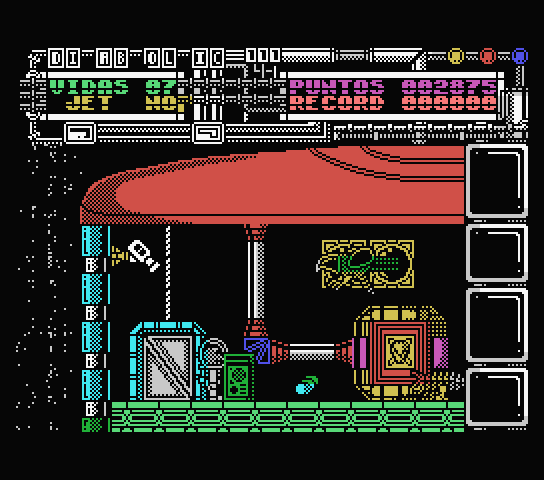 DI AB OL IC
VIDAS 07
JET NO
PUNTOS 002875
RECORD 000000